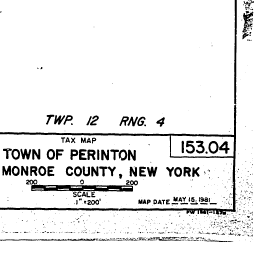 TWP. 12 RNG. 4
TAX MAP
153.04
TOWN OF PERINTON
MONROE COUNTY, NEW YORK
200 0 200
SCALE
1"=200'
MAP DATE MAY 15, 1981